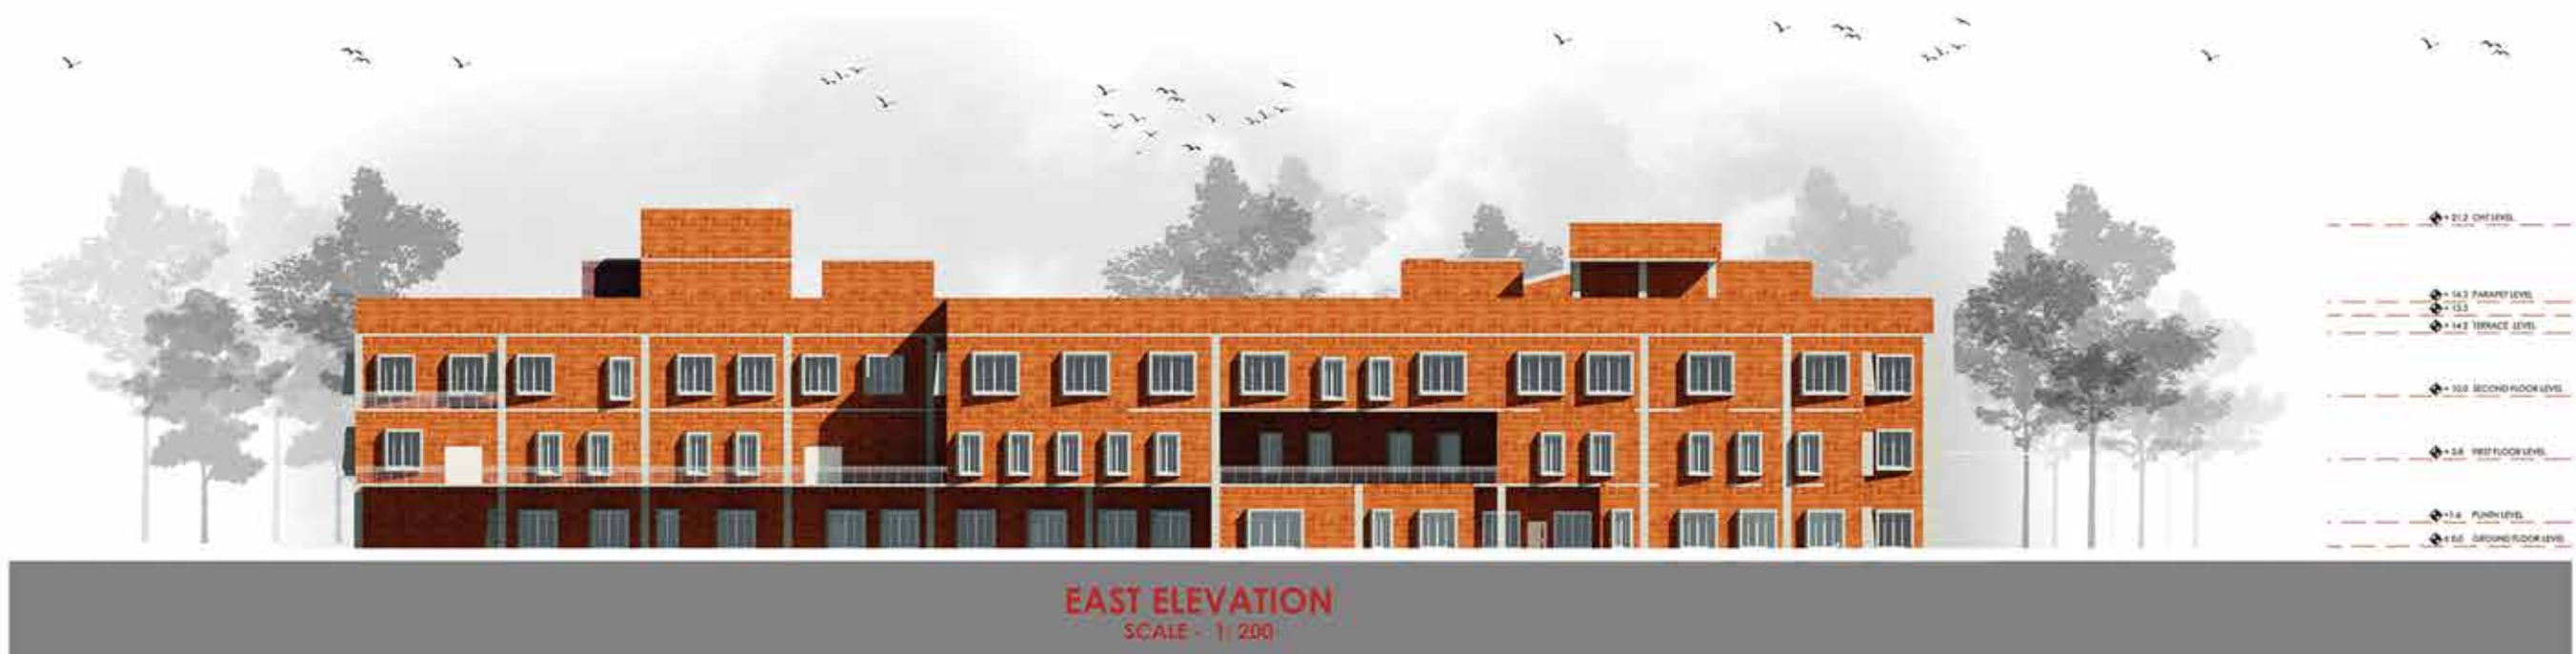 + 21.2 OHT LEVEL
+ 16.2 PARAPET LEVEL
+ 15.2
+ 14.2 TERRACE LEVEL
+ 10.0 SECOND FLOOR LEVEL
+ 5.8 FIRST FLOOR LEVEL
+1.6 PLINTH LEVEL
± 0.0 GROUND FLOOR LEVEL
EAST ELEVATION
SCALE - 1: 200